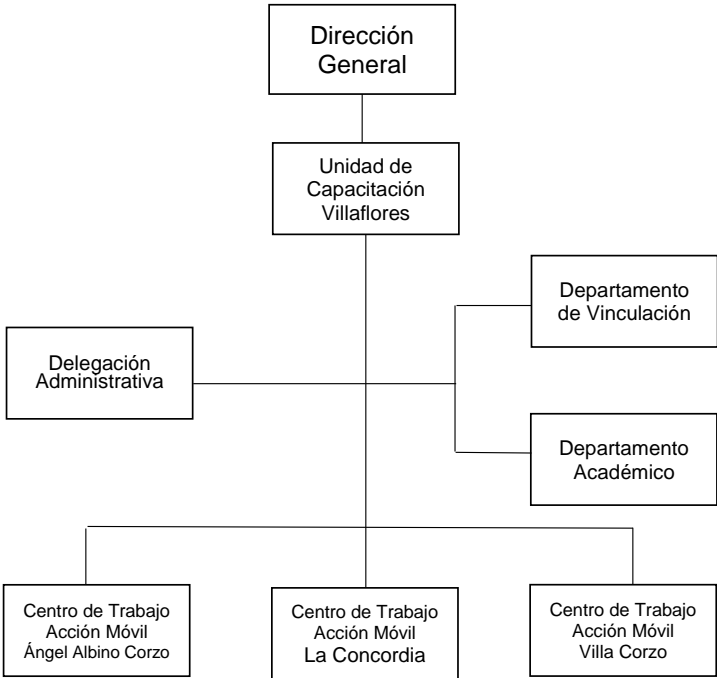 Dirección
General
Unidad de
Capacitación
Villaflores
Departamento
de Vinculación
Delegación
Administrativa
Departamento
Académico
Centro de Trabajo
Acción Móvil
Ángel Albino Corzo
Centro de Trabajo
Acción Móvil
La Concordia
Centro de Trabajo
Acción Móvil
Villa Corzo